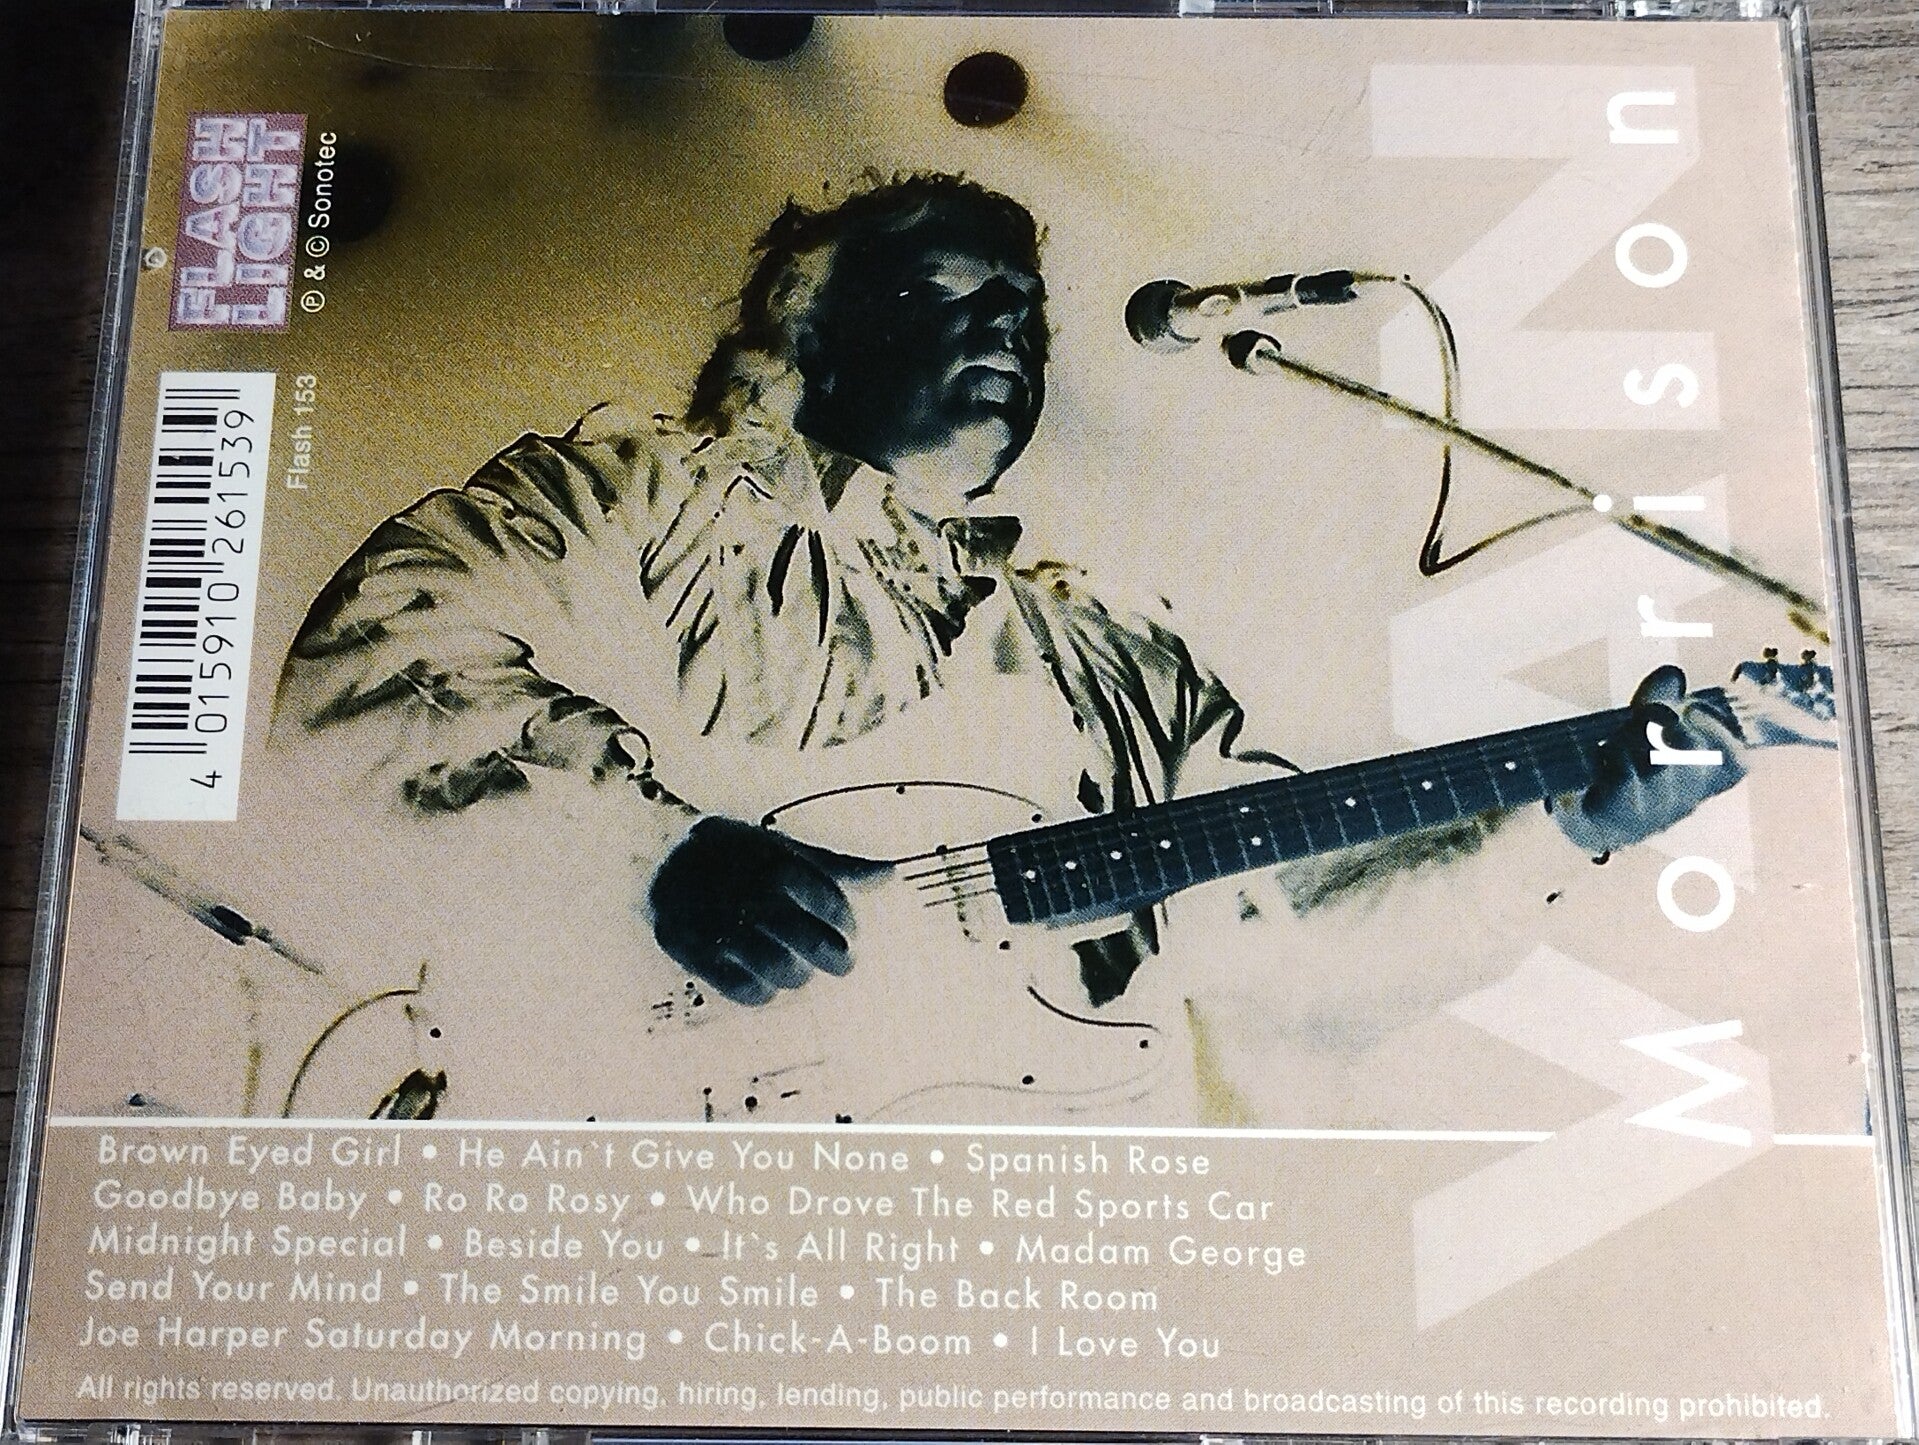 FLASH
LIGHT
℗ & © Sonotec
Flash 153
4 015910 261539
VAN
Morrison
Brown Eyed Girl • He Ain`t Give You None • Spanish Rose
Goodbye Baby • Ro Ro Rosy • Who Drove The Red Sports Car
Midnight Special • Beside You • It`s All Right • Madam George
Send Your Mind • The Smile You Smile • The Back Room
Joe Harper Saturday Morning • Chick-A-Boom • I Love You
All rights reserved. Unauthorized copying, hiring, lending, public performance and broadcasting of this recording prohibited.